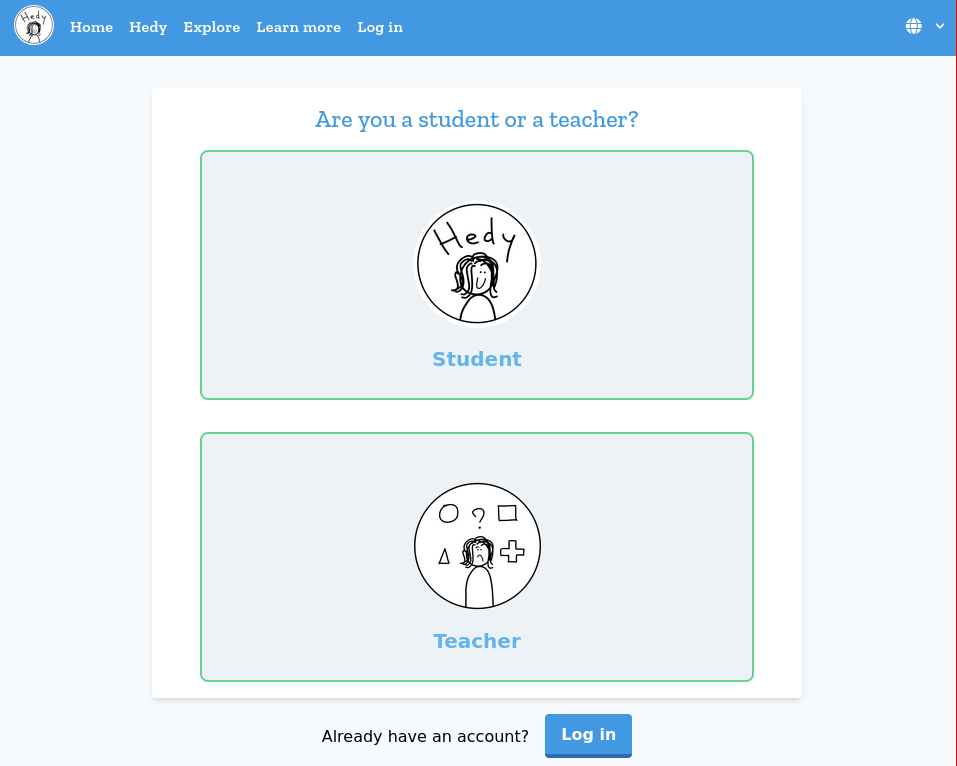 Hedy
Home Hedy Explore Learn more Log in
Are you a student or a teacher?
Hedy
Student
?
Teacher
Already have an account? Log in